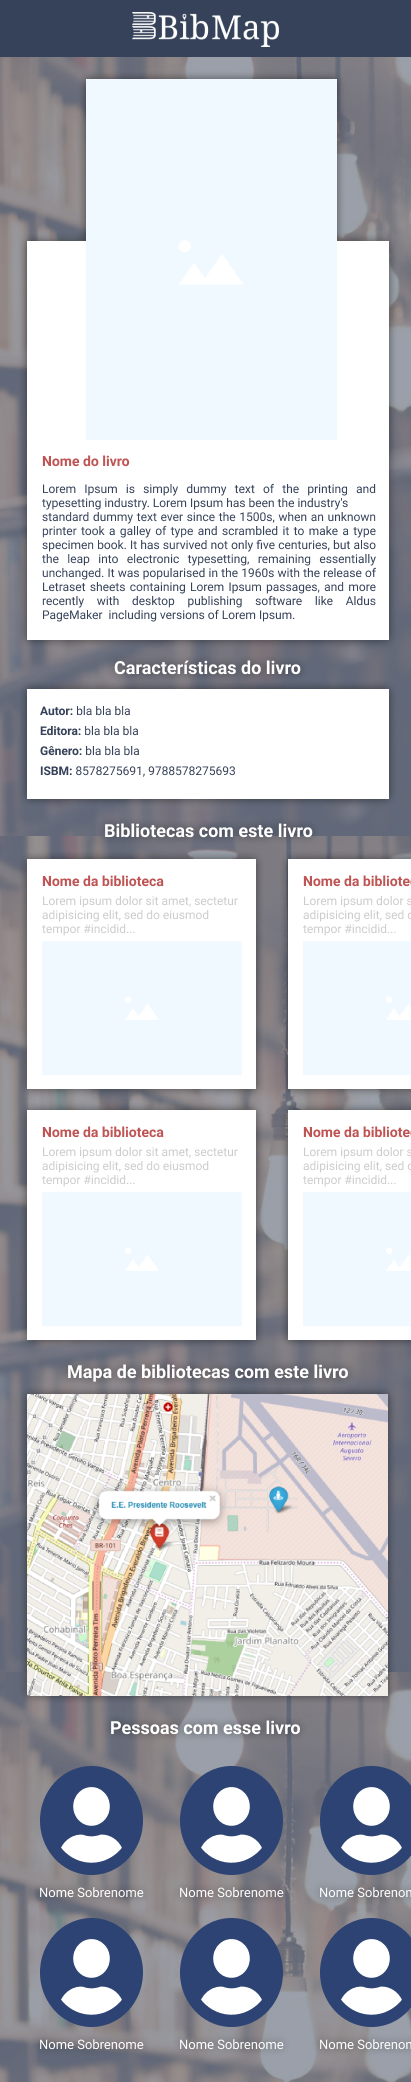 BibMap
Nome do livro
Lorem Ipsum is simply dummy text of the printing and
typesetting industry. Lorem Ipsum has been the industry's
standard dummy text ever since the 1500s, when an unknown
printer took a galley of type and scrambled it to make a type
specimen book. It has survived not only five centuries, but also
the leap into electronic typesetting, remaining essentially
unchanged. It was popularised in the 1960s with the release of
Letraset sheets containing Lorem Ipsum passages, and more
recently with desktop publishing software like Aldus
PageMaker including versions of Lorem Ipsum.
Características do livro
Autor: bla bla bla
Editora: bla bla bla
Gênero: bla bla bla
ISBM: 8578275691, 9788578275693
Bibliotecas com este livro
Nome da biblioteca
Lorem ipsum dolor sit amet, sectetur
adipisicing elit, sed do eiusmod
tempor #incidid...
Nome da bibliote
Lorem ipsum dolor s
adipisicing elit, sed
tempor #incidid...
Nome da biblioteca
Lorem ipsum dolor sit amet, sectetur
adipisicing elit, sed do eiusmod
tempor #incidid...
Nome da bibliote
Lorem ipsum dolor s
adipisicing elit, sed
tempor #incidid...
Mapa de bibliotecas com este livro
12 / 30
Aeroporto
Internacional
Augusto
Severo
Reis
Centro
E.E. Presidente Roosevelt
Conjunto
BR-101
Rua Felizardo Moura
Cohabinal
Jardim Planalto
Boa Esperança
Pessoas com esse livro
Nome Sobrenome
Nome Sobrenome
Nome Sobrenom
Nome Sobrenome
Nome Sobrenome
Nome Sobrenom